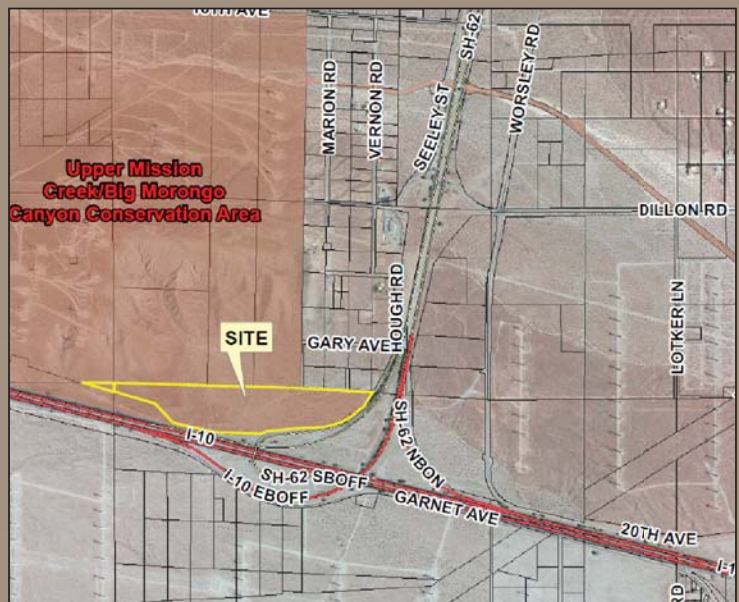 10TH AVE
SH-62
WORSLEY RD
MARION RD
VERNON RD
SEELEY ST
Upper Mission
Creek/Big Morongo
Canyon Conservation Area
DILLON RD
HOUGH RD
LOTKER LN
SITE
GARY AVE
I-10
SH-62 NBON
SH-62 SBOFF
I-10 EBOFF
GARNET AVE
20TH AVE
I-1
RD